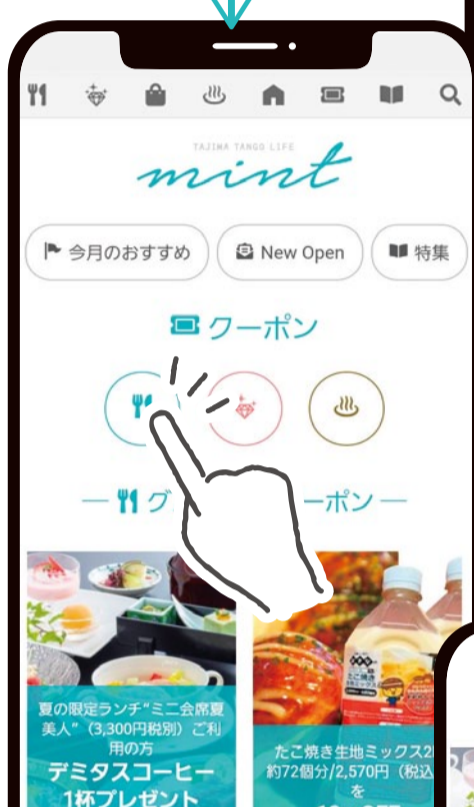 TAJIMA TANGO LIFE
mint
今月のおすすめ
New Open
特集
クーポン
グ
ーポン
夏の限定ランチ“ミニ会席夏
美人”（3,300円税別）ご利
用の方
デミタスコーヒー
1杯プレゼント
たこ焼き生地ミックス2
約72個分/2,570円（税込
を